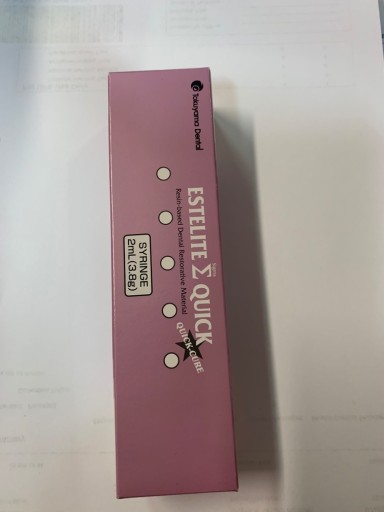 Tokuyama Dental
ESTELITE Σ QUICK
Resin-based Dental Restorative Material
QUICK-CURE
SYRINGE
2mL(3.8g)